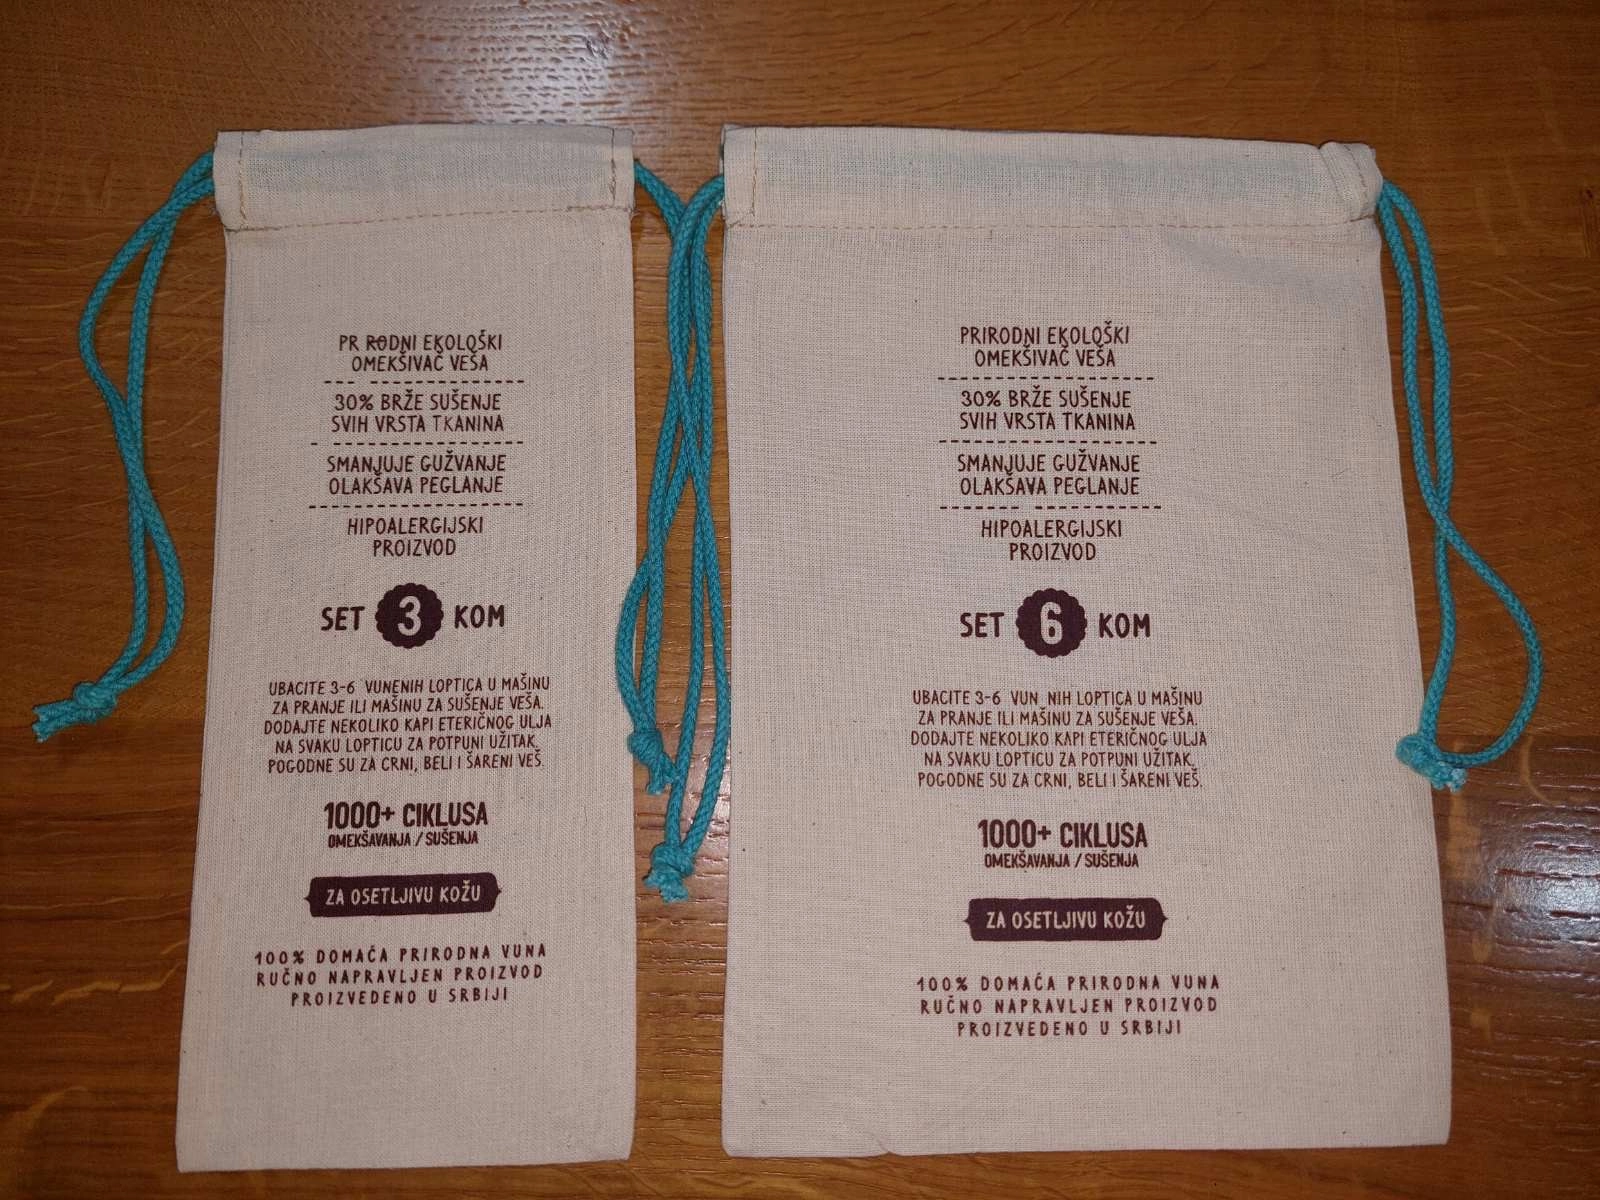 PR RODNI EKOLOŠKI
OMEKŠIVAČ VEŠA
30% BRŽE SUŠENJE
SVIH VRSTA TKANINA
SMANJUJE GUŽVANJE
OLAKŠAVA PEGLANJE
HIPOALERGIJSKI
PROIZVOD
SET 3 KOM
UBACITE 3-6 VUNENIH LOPTICA U MAŠINU
ZA PRANJE ILI MAŠINU ZA SUŠENJE VEŠA.
DODAJTE NEKOLIKO KAPI ETERIČNOG ULJA
NA SVAKU LOPTICU ZA POTPUNI UŽITAK.
POGODNE SU ZA CRNI, BELI I ŠARENI VEŠ.
1000+ CIKLUSA
OMEKŠAVANJA / SUŠENJA
ZA OSETLJIVU KOŽU
100% DOMAĆA PRIRODNA VUNA
RUČNO NAPRAVLJEN PROIZVOD
PROIZVEDENO U SRBIJI
PRIRODNI EKOLOŠKI
OMEKŠIVAČ VEŠA
30% BRŽE SUŠENJE
SVIH VRSTA TKANINA
SMANJUJE GUŽVANJE
OLAKŠAVA PEGLANJE
HIPOALERGIJSKI
PROIZVOD
SET 6 KOM
UBACITE 3-6 VUN NIH LOPTICA U MAŠINU
ZA PRANJE ILI MAŠINU ZA SUŠENJE VEŠA.
DODAJTE NEKOLIKO KAPI ETERIČNOG ULJA
NA SVAKU LOPTICU ZA POTPUNI UŽITAK.
POGODNE SU ZA CRNI, BELI I ŠARENI VEŠ.
1000+ CIKLUSA
OMEKŠAVANJA / SUŠENJA
ZA OSETLJIVU KOŽU
100% DOMAĆA PRIRODNA VUNA
RUČNO NAPRAVLJEN PROIZVOD
PROIZVEDENO U SRBIJI